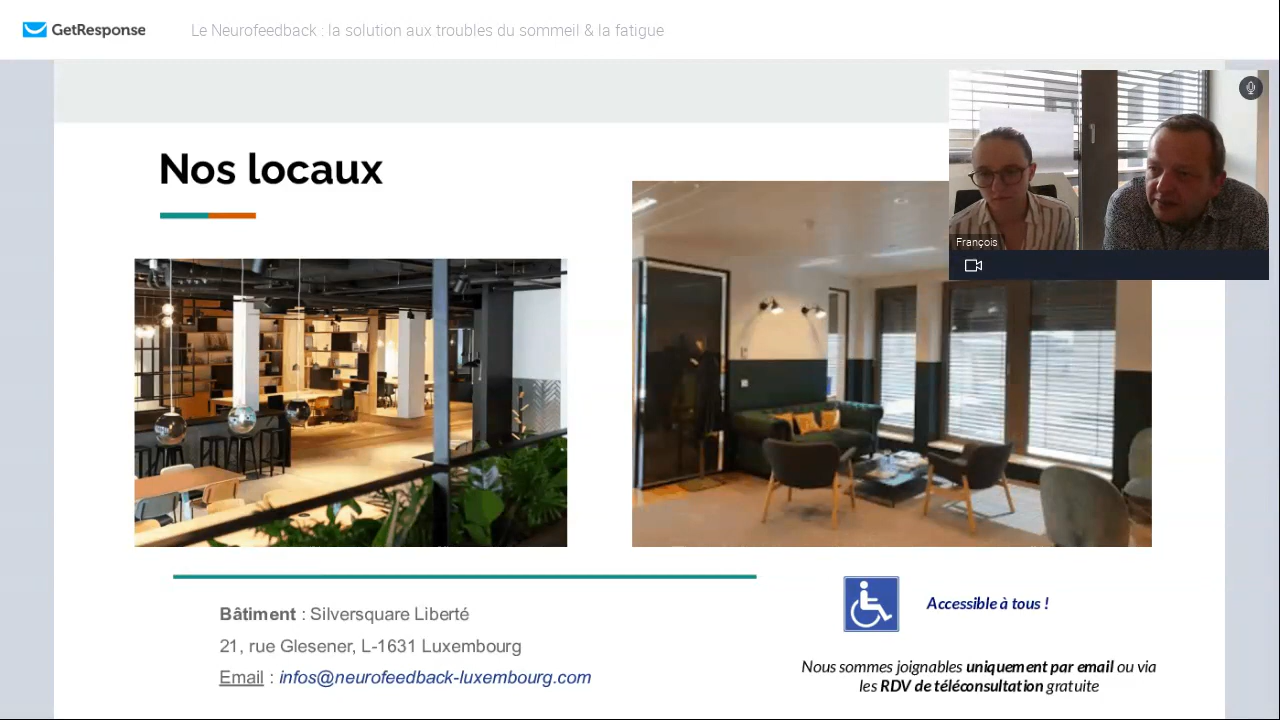 GetResponse
Le Neurofeedback : la solution aux troubles du sommeil & la fatigue
Nos locaux
François
Bâtiment : Silversquare Liberté
21, rue Glesener, L-1631 Luxembourg
Email : infos@neurofeedback-luxembourg.com
Accessible à tous !
Nous sommes joignables uniquement par email ou via
les RDV de téléconsultation gratuite